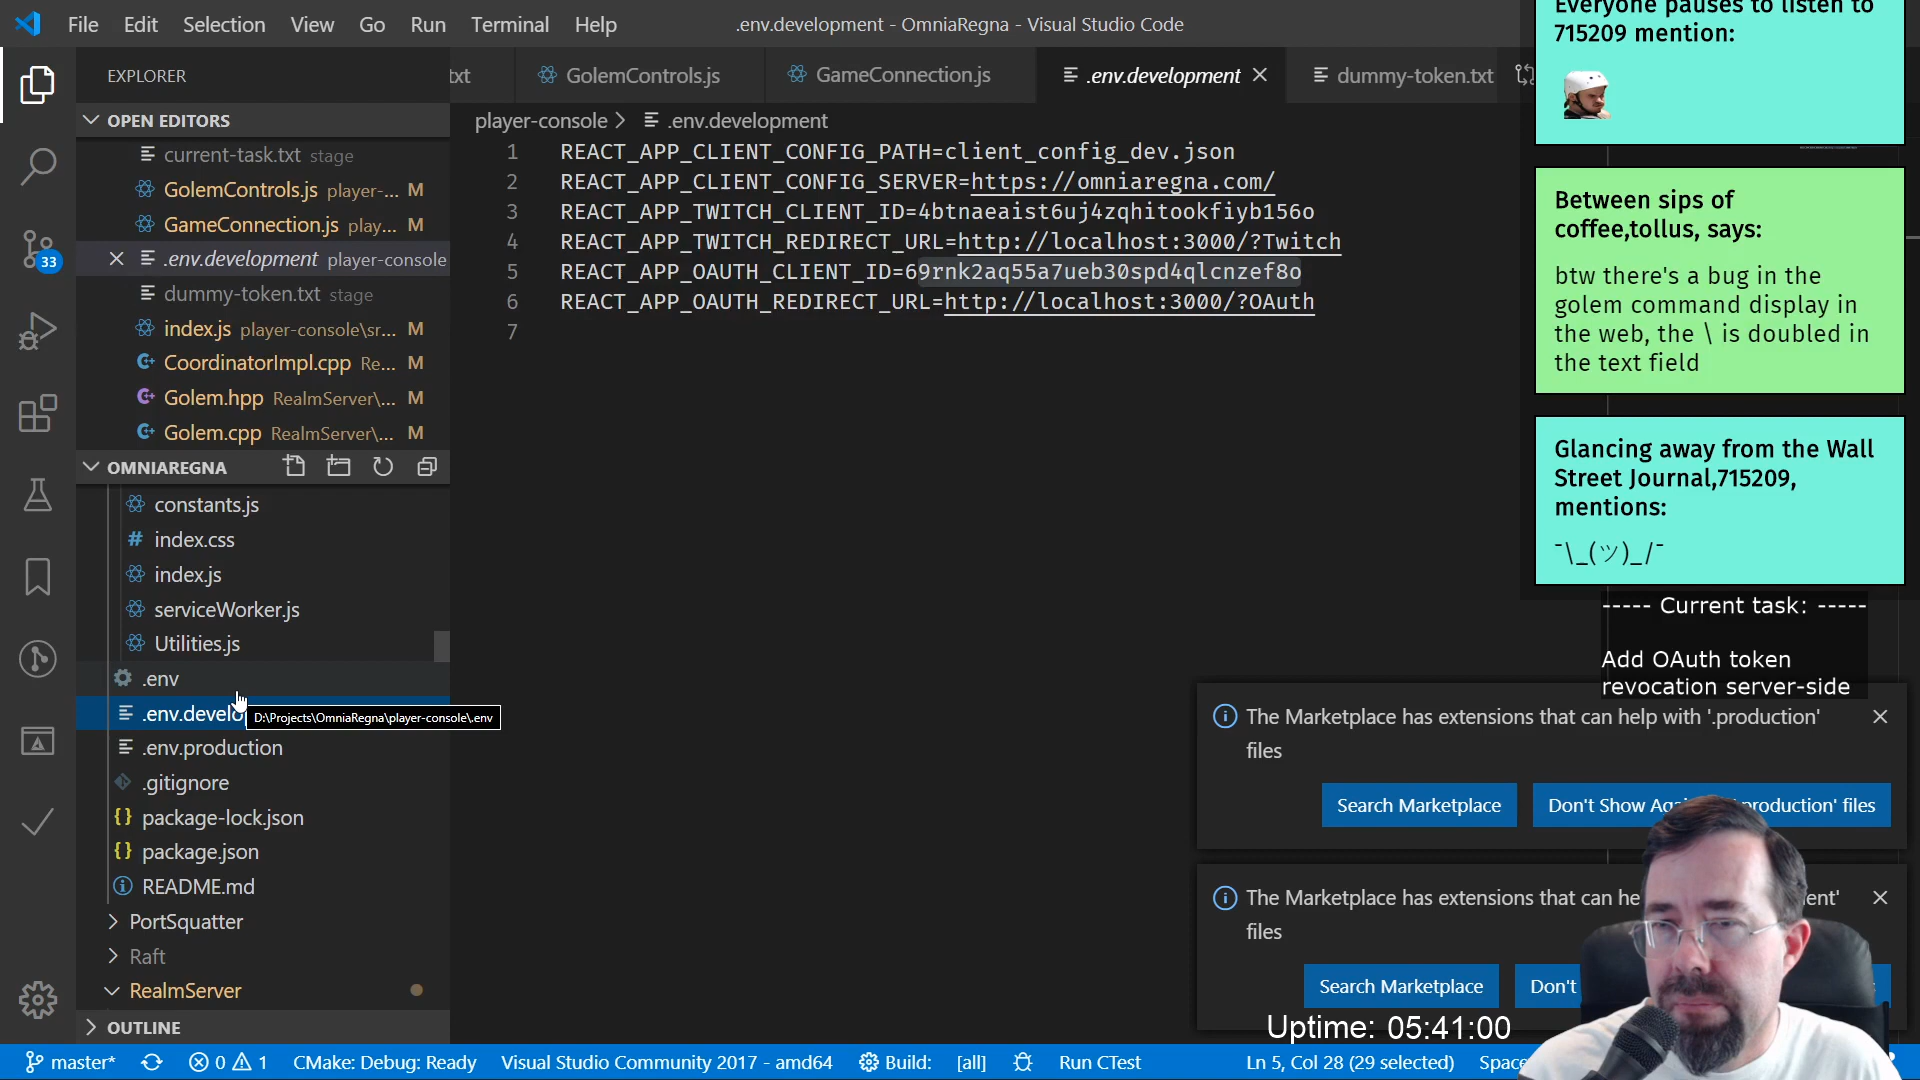 File Edit Selection View Go Run Terminal Help
.env.development - OmniaRegna - Visual Studio Code
EXPLORER
txt GolemControls.js GameConnection.js .env.development dummy-token.txt
OPEN EDITORS
current-task.txt stage
GolemControls.js player-... M
GameConnection.js play... M
.env.development player-console
dummy-token.txt stage
index.js player-console\sr... M
CoordinatorImpl.cpp Re... M
Golem.hpp RealmServer\... M
Golem.cpp RealmServer\... M
33
OMNIAREGNA
constants.js
index.css
index.js
serviceWorker.js
Utilities.js
.env
.env.develo
D:\Projects\OmniaRegna\player-console\.env
.env.production
.gitignore
package-lock.json
package.json
README.md
PortSquatter
Raft
RealmServer
OUTLINE
player-console > .env.development
1 REACT_APP_CLIENT_CONFIG_PATH=client_config_dev.json
2 REACT_APP_CLIENT_CONFIG_SERVER=https://omniaregna.com/
3 REACT_APP_TWITCH_CLIENT_ID=4btnaeaist6uj4zqhitookfiyb156o
4 REACT_APP_TWITCH_REDIRECT_URL=http://localhost:3000/?Twitch
5 REACT_APP_OAUTH_CLIENT_ID=69rnk2aq55a7ueb30spd4qlcnzef8o
6 REACT_APP_OAUTH_REDIRECT_URL=http://localhost:3000/?OAuth
7
Everyone pauses to listen to
715209 mention:
Between sips of
coffee,tollus, says:
btw there's a bug in the
golem command display in
the web, the \ is doubled in
the text field
Glancing away from the Wall
Street Journal,715209,
mentions:
¯\_(ツ)_/¯
----- Current task: -----
Add OAuth token
revocation server-side
The Marketplace has extensions that can help with '.production'
files
Search Marketplace
Don't Show Aga production' files
The Marketplace has extensions that can he ent'
files
Search Marketplace
Don't
Uptime: 05:41:00
master* 0 1 CMake: Debug: Ready Visual Studio Community 2017 - amd64 Build: [all] Run CTest Ln 5, Col 28 (29 selected) Space